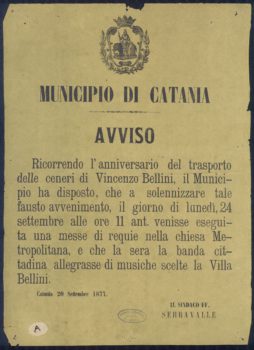 MUNICIPIO DI CATANIA
AVVISO
Ricorrendo l'anniversario del trasporto
delle ceneri di Vincenzo Bellini, il Munici-
pio ha disposto, che a solennizzare tale
fausto avvenimento, il giorno di lunedì, 24
settembre alle ore 11 ant. venisse esegui-
ta una messe di requie nella chiesa Me-
tropolitana, e che la sera la banda cit-
tadina allegrasse di musiche scelte la Villa
Bellini.
Catania 20 Settembre 1877.
IL SINDACO FF.
SERRAVALLE
A